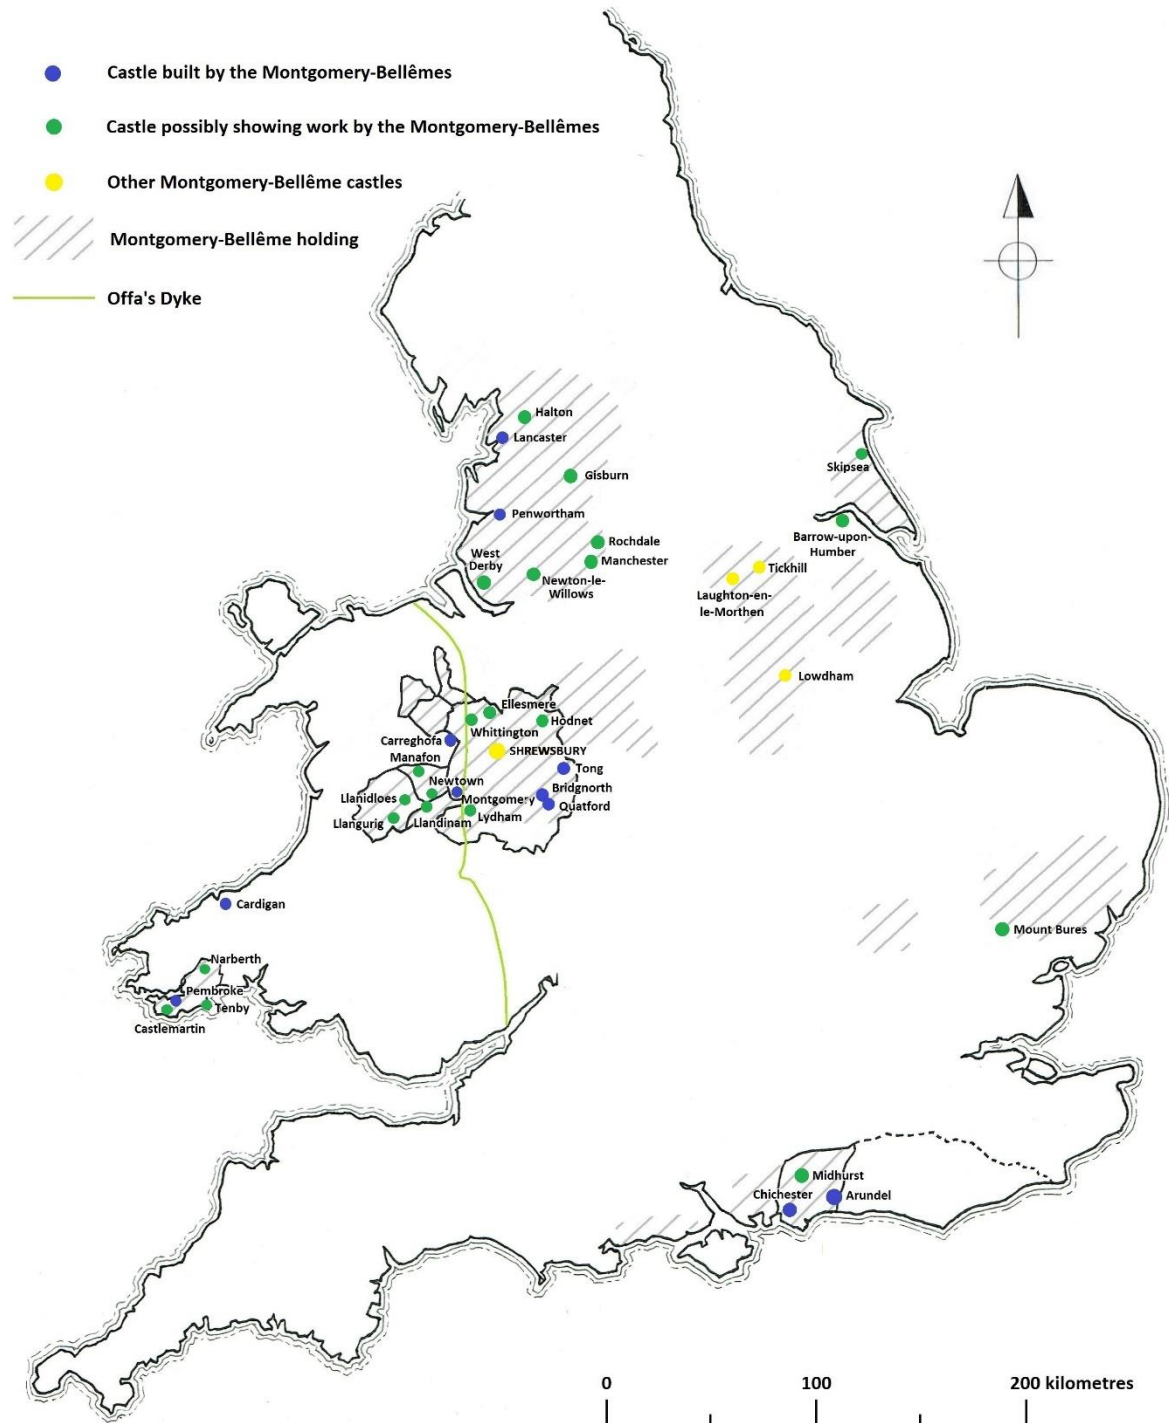 Castle built by the Montgomery-Bellêmes
Castle possibly showing work by the Montgomery-Bellêmes
Other Montgomery-Bellême castles
Montgomery-Bellême holding
Offa's Dyke
Halton
Lancaster
Gisburn
Penwortham
Rochdale
Manchester
West
Derby
Newton-le-
Willows
Skipsea
Barrow-upon-
Humber
Tickhill
Laughton-en-
le-Morthen
Lowdham
Ellesmere
Whittington
Hodnet
Carreghofa
SHREWSBURY
Manafon
Tong
Newtown
Bridgnorth
Llanidloes
Montgomery
Quatford
Llangurig
Llandinam
Lydham
Cardigan
Mount Bures
Narberth
Pembroke
Tenby
Castlemartin
Midhurst
Chichester
Arundel
0 100 200 kilometres